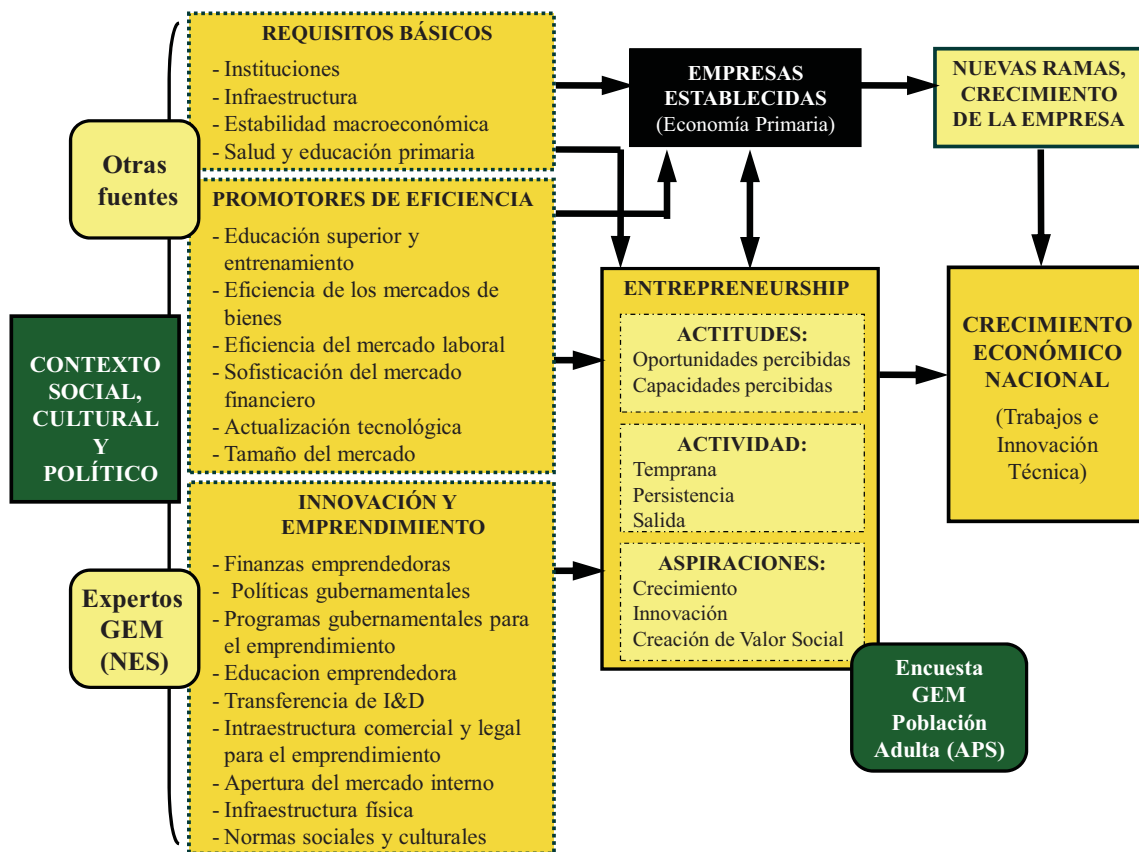 CONTEXTO
SOCIAL,
CULTURAL
Y
POLÍTICO
Otras
fuentes
Expertos
GEM
(NES)
REQUISITOS BÁSICOS
- Instituciones
- Infraestructura
- Estabilidad macroeconómica
- Salud y educación primaria
PROMOTORES DE EFICIENCIA
- Educación superior y
entrenamiento
- Eficiencia de los mercados de
bienes
- Eficiencia del mercado laboral
- Sofisticación del mercado
financiero
- Actualización tecnológica
- Tamaño del mercado
INNOVACIÓN Y
EMPRENDIMIENTO
- Finanzas emprendedoras
- Políticas gubernamentales
- Programas gubernamentales para
el emprendimiento
- Educacion emprendedora
- Transferencia de I&D
- Intraestructura comercial y legal
para el emprendimiento
- Apertura del mercado interno
- Infraestructura física
- Normas sociales y culturales
EMPRESAS
ESTABLECIDAS
(Economía Primaria)
NUEVAS RAMAS,
CRECIMIENTO
DE LA EMPRESA
ENTREPRENEURSHIP
ACTITUDES:
Oportunidades percibidas
Capacidades percibidas
ACTIVIDAD:
Temprana
Persistencia
Salida
ASPIRACIONES:
Crecimiento
Innovación
Creación de Valor Social
CRECIMIENTO
ECONÓMICO
NACIONAL
(Trabajos e
Innovación
Técnica)
Encuesta
GEM
Población
Adulta (APS)